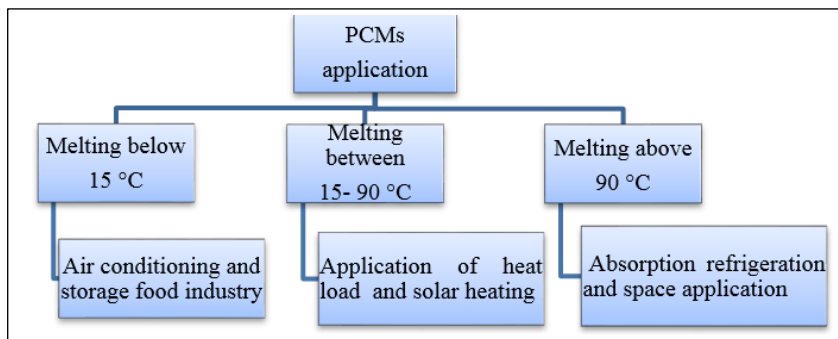 PCMs
application
Melting below
15 °C
Melting
between
15- 90 °C
Melting above
90 °C
Air conditioning and
storage food industry
Application of heat
load and solar heating
Absorption refrigeration
and space application